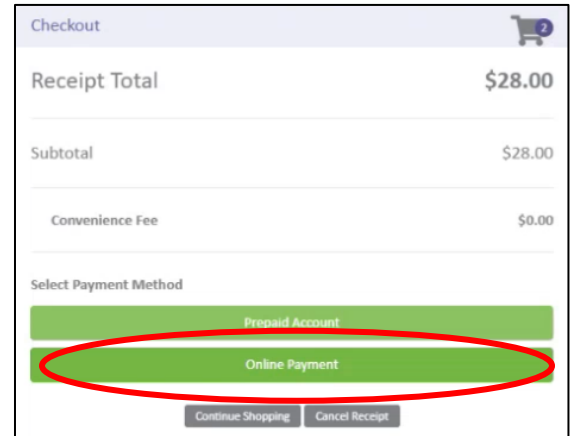 Checkout 2
Receipt Total $28.00
Subtotal $28.00
Convenience Fee $0.00
Select Payment Method
Prepaid Account
Online Payment
Continue Shopping Cancel Receipt